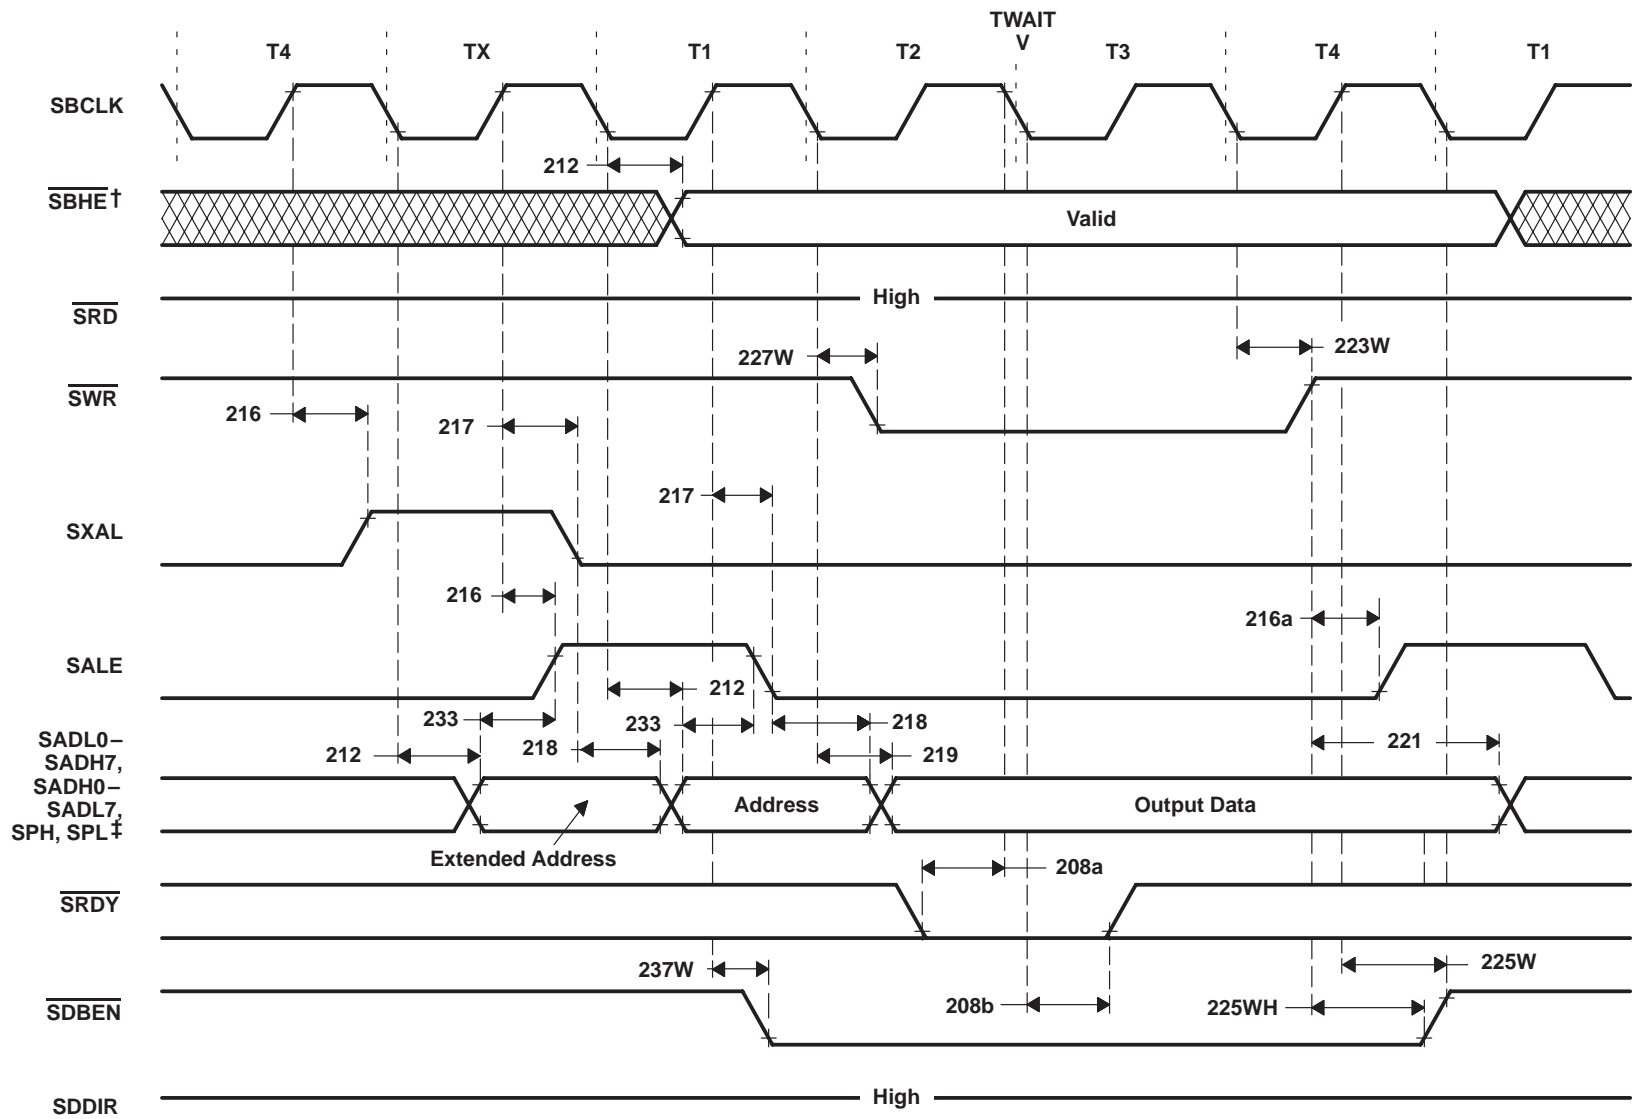 TWAIT
T4 TX T1 T2 V T3 T4 T1
SBCLK
212
SBHE†
Valid
SRD
High
227W
223W
SWR
216
217
217
SXAL
216
216a
SALE
212
233
233
218
SADL0–
SADH7,
SADH0–
SADL7,
SPH, SPL‡
212
218
219
221
Address
Output Data
Extended Address
208a
SRDY
237W
225W
208b
225WH
SDBEN
High
SDDIR